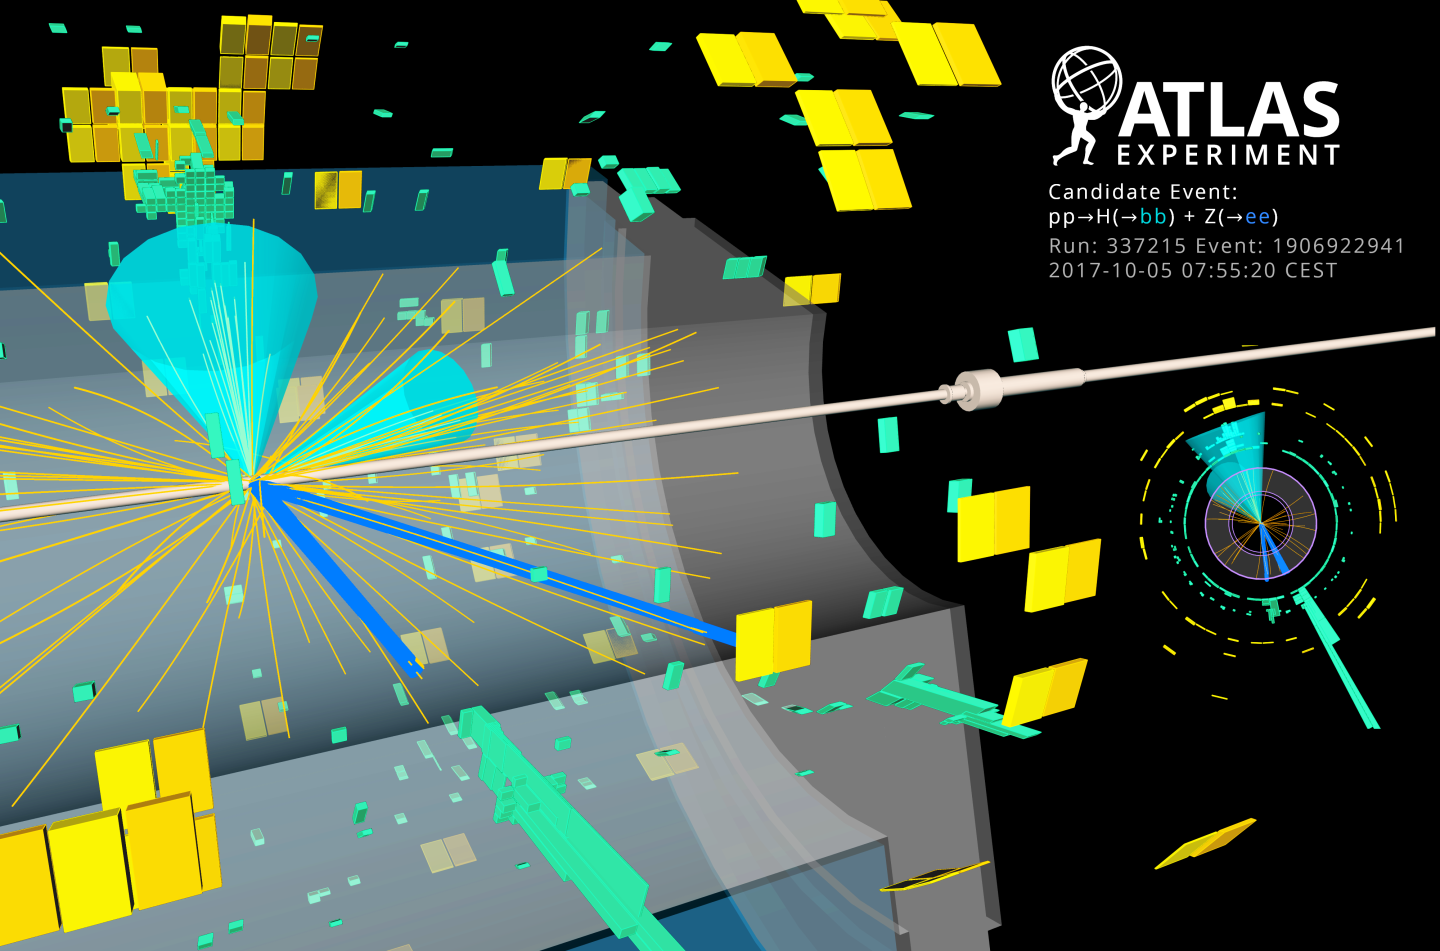 ATLAS
EXPERIMENT
Candidate Event:
pp→H(→bb) + Z(→ee)
Run: 337215 Event: 1906922941
2017-10-05 07:55:20 CEST